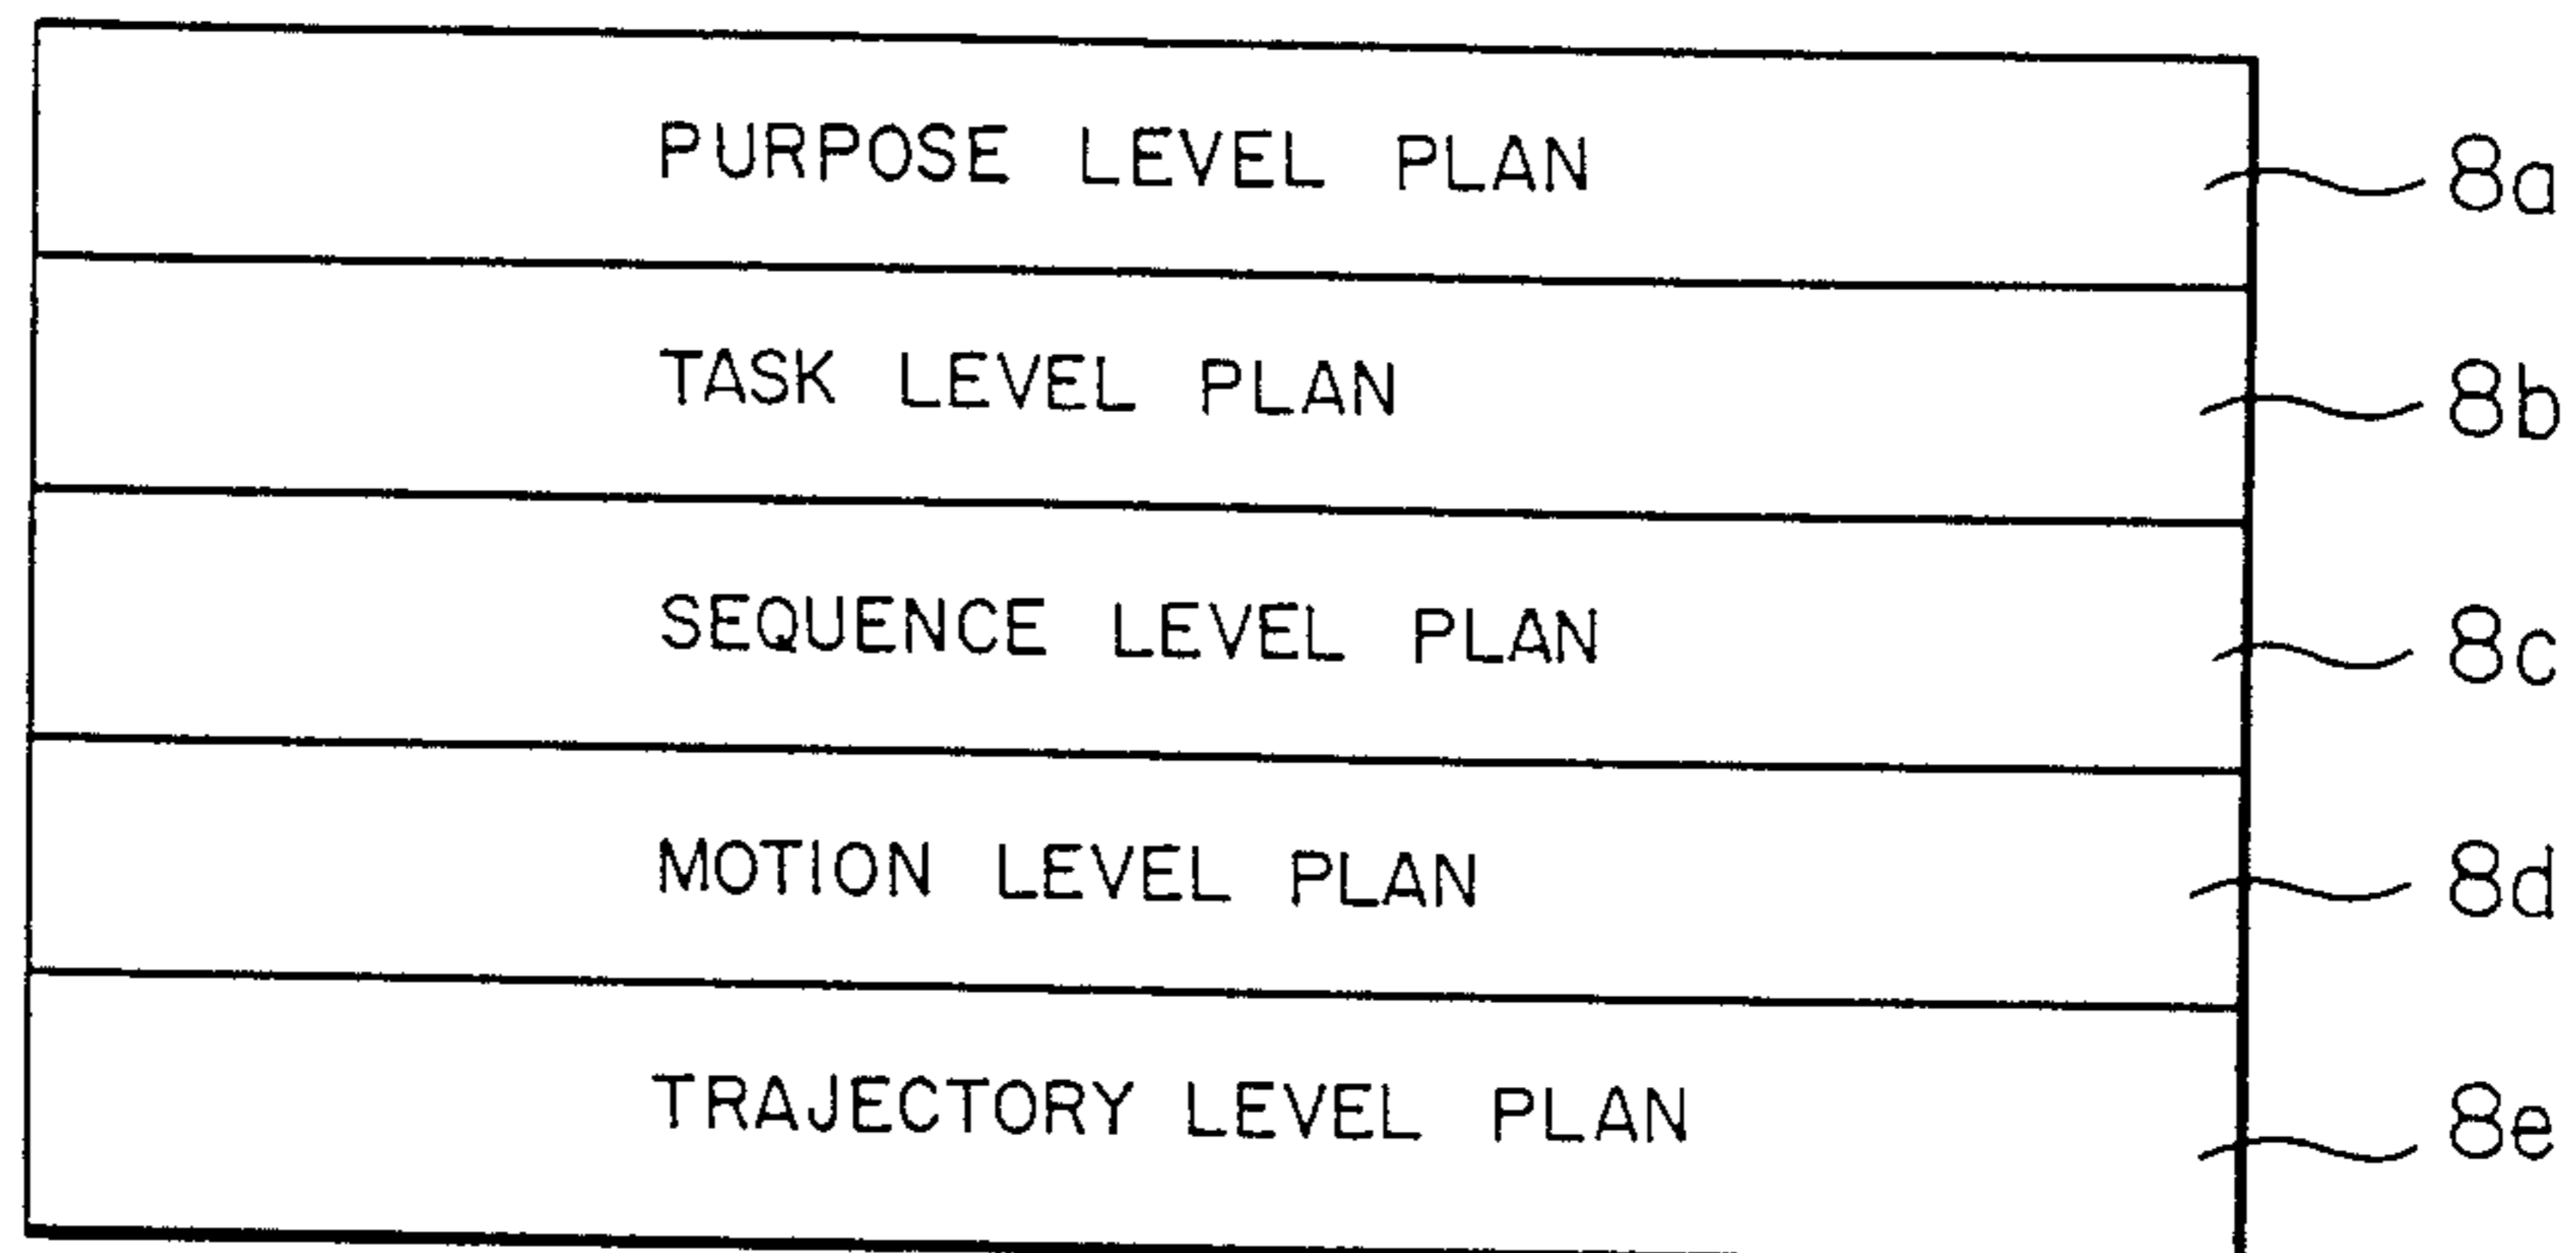 PURPOSE LEVEL PLAN 8a
TASK LEVEL PLAN 8b
SEQUENCE LEVEL PLAN 8c
MOTION LEVEL PLAN 8d
TRAJECTORY LEVEL PLAN 8e